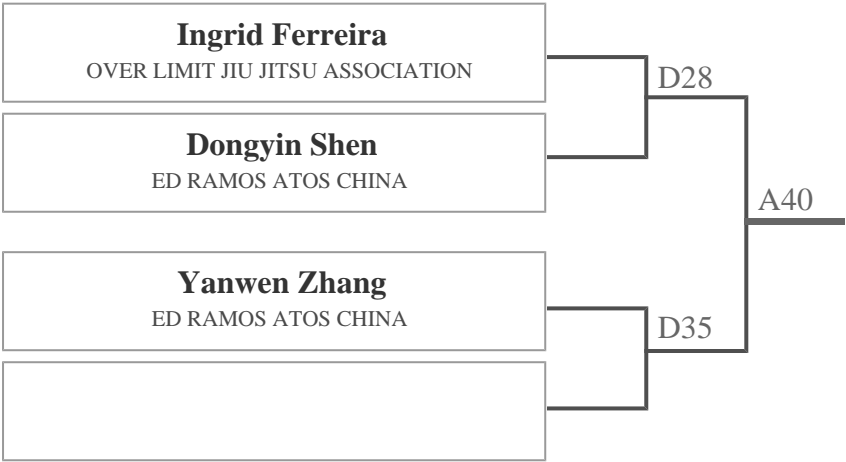 Ingrid Ferreira
OVER LIMIT JIU JITSU ASSOCIATION
D28
Dongyin Shen
ED RAMOS ATOS CHINA
A40
Yanwen Zhang
ED RAMOS ATOS CHINA
D35